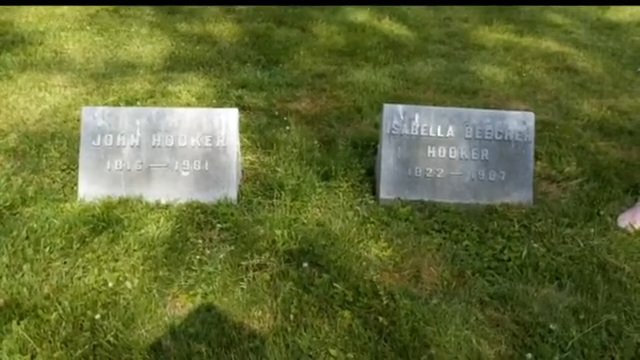 JOHN HOOKER
1816 — 1901
ISABELLA BEECHER
HOOKER
1822 — 1907